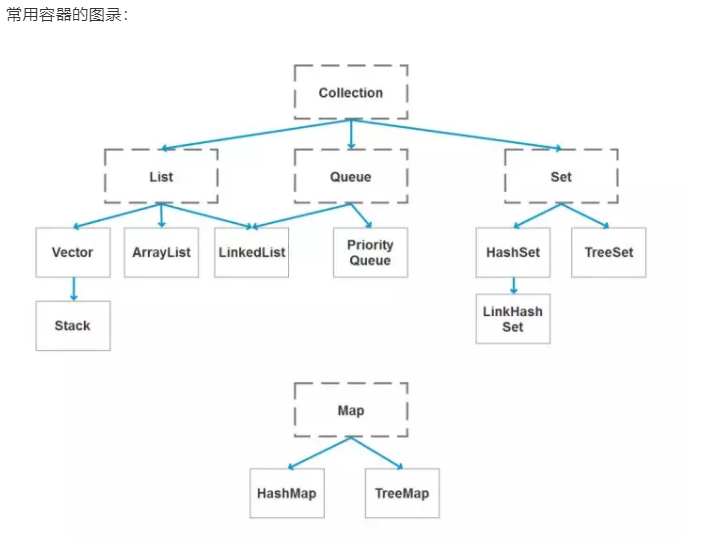 常用容器的图录：
Collection
List
Queue
Set
Vector
ArrayList
LinkedList
Priority
Queue
HashSet
TreeSet
Stack
LinkHash
Set
Map
HashMap
TreeMap